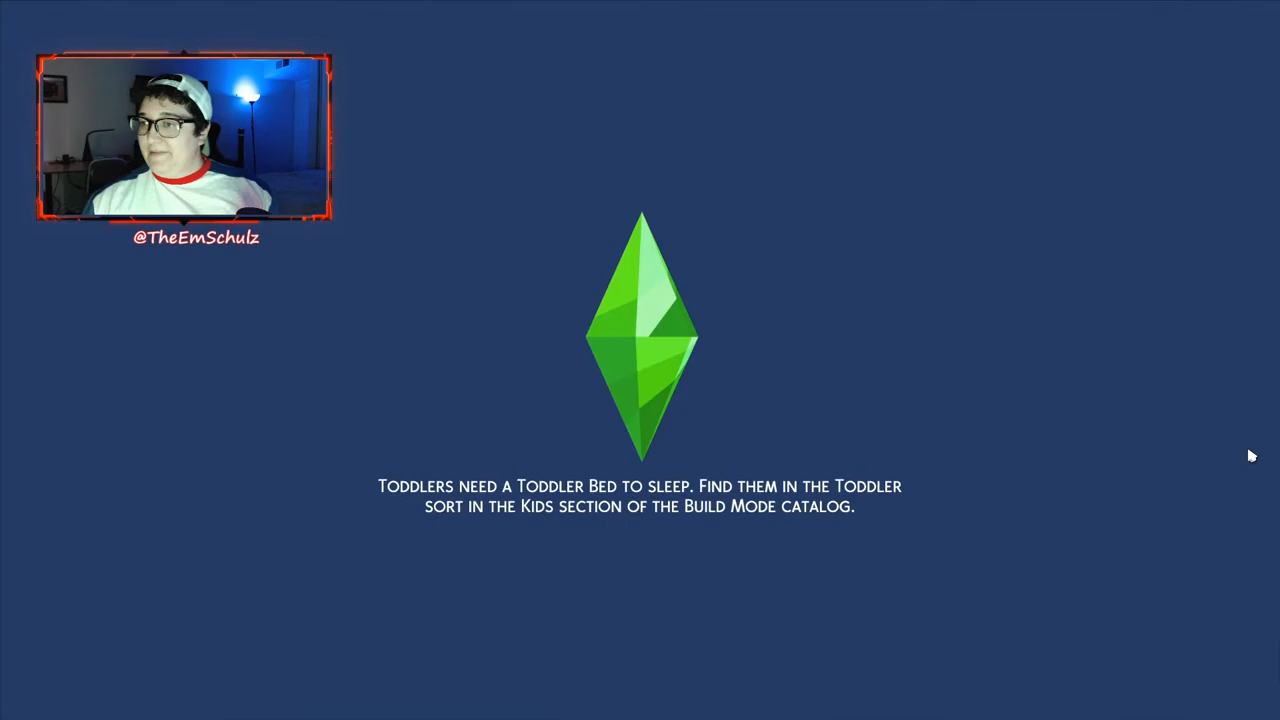 @TheEmSchulz
Toddlers need a Toddler Bed to sleep. Find them in the Toddler
sort in the Kids section of the Build Mode catalog.